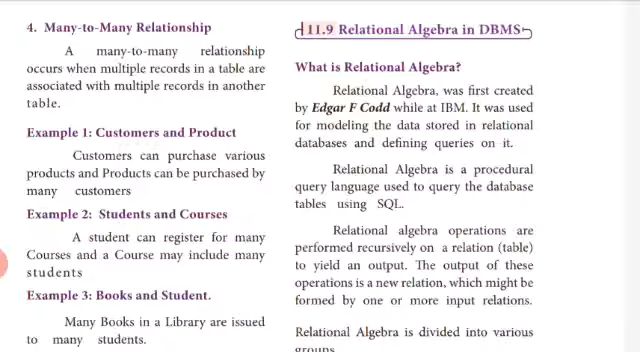 4. Many-to-Many Relationship
A many-to-many relationship
occurs when multiple records in a table are
associated with multiple records in another
table.
Example 1: Customers and Product
Customers can purchase various
products and Products can be purchased by
many customers
Example 2: Students and Courses
A student can register for many
Courses and a Course may include many
students
Example 3: Books and Student.
Many Books in a Library are issued
to many students.
11.9 Relational Algebra in DBMS
What is Relational Algebra?
Relational Algebra, was first created
by Edgar F Codd while at IBM. It was used
for modeling the data stored in relational
databases and defining queries on it.
Relational Algebra is a procedural
query language used to query the database
tables using SQL.
Relational algebra operations are
performed recursively on a relation (table)
to yield an output. The output of these
operations is a new relation, which might be
formed by one or more input relations.
Relational Algebra is divided into various
groups